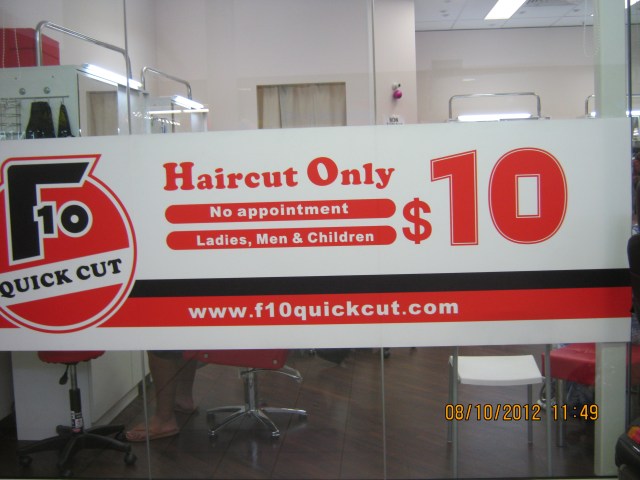 F10
QUICK CUT
Haircut Only
No appointment
Ladies, Men & Children
$10
www.f10quickcut.com
08/10/2012 11:49